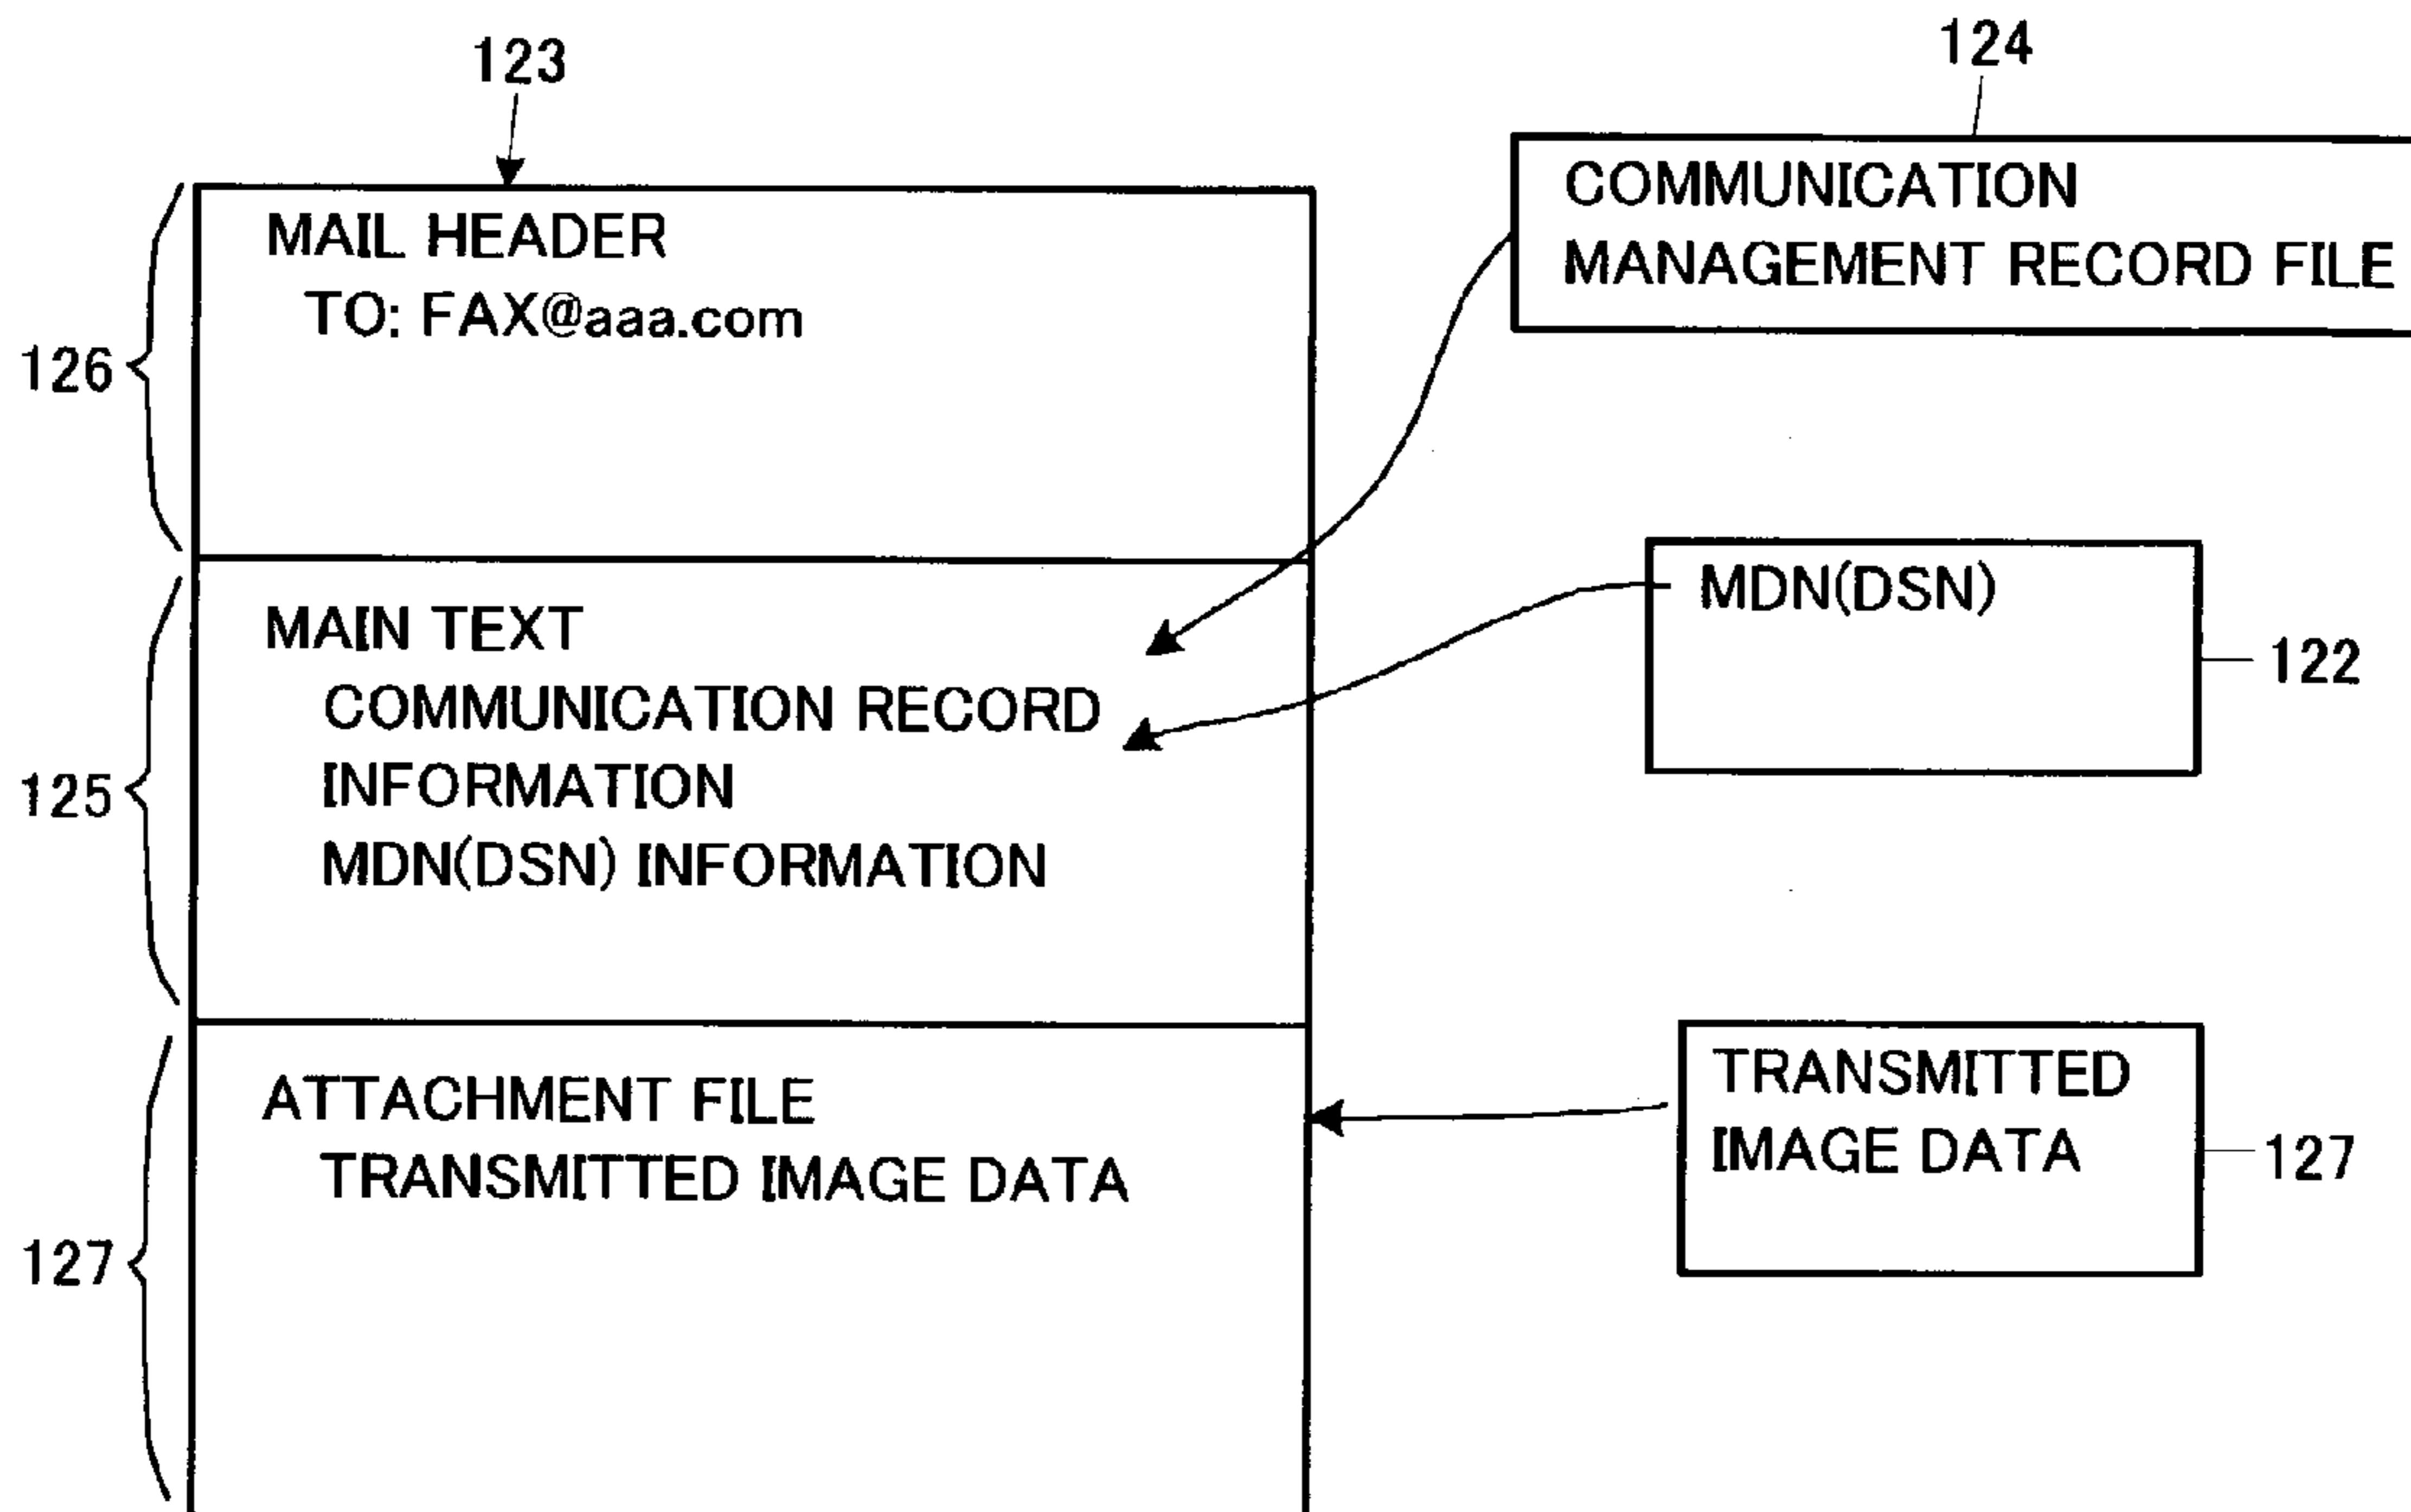 123
124
MAIL HEADER
TO: FAX@aaa.com
126
COMMUNICATION
MANAGEMENT RECORD FILE
MAIN TEXT
COMMUNICATION RECORD
INFORMATION
MDN(DSN) INFORMATION
125
MDN(DSN)
122
ATTACHMENT FILE
TRANSMITTED IMAGE DATA
127
TRANSMITTED
IMAGE DATA
127